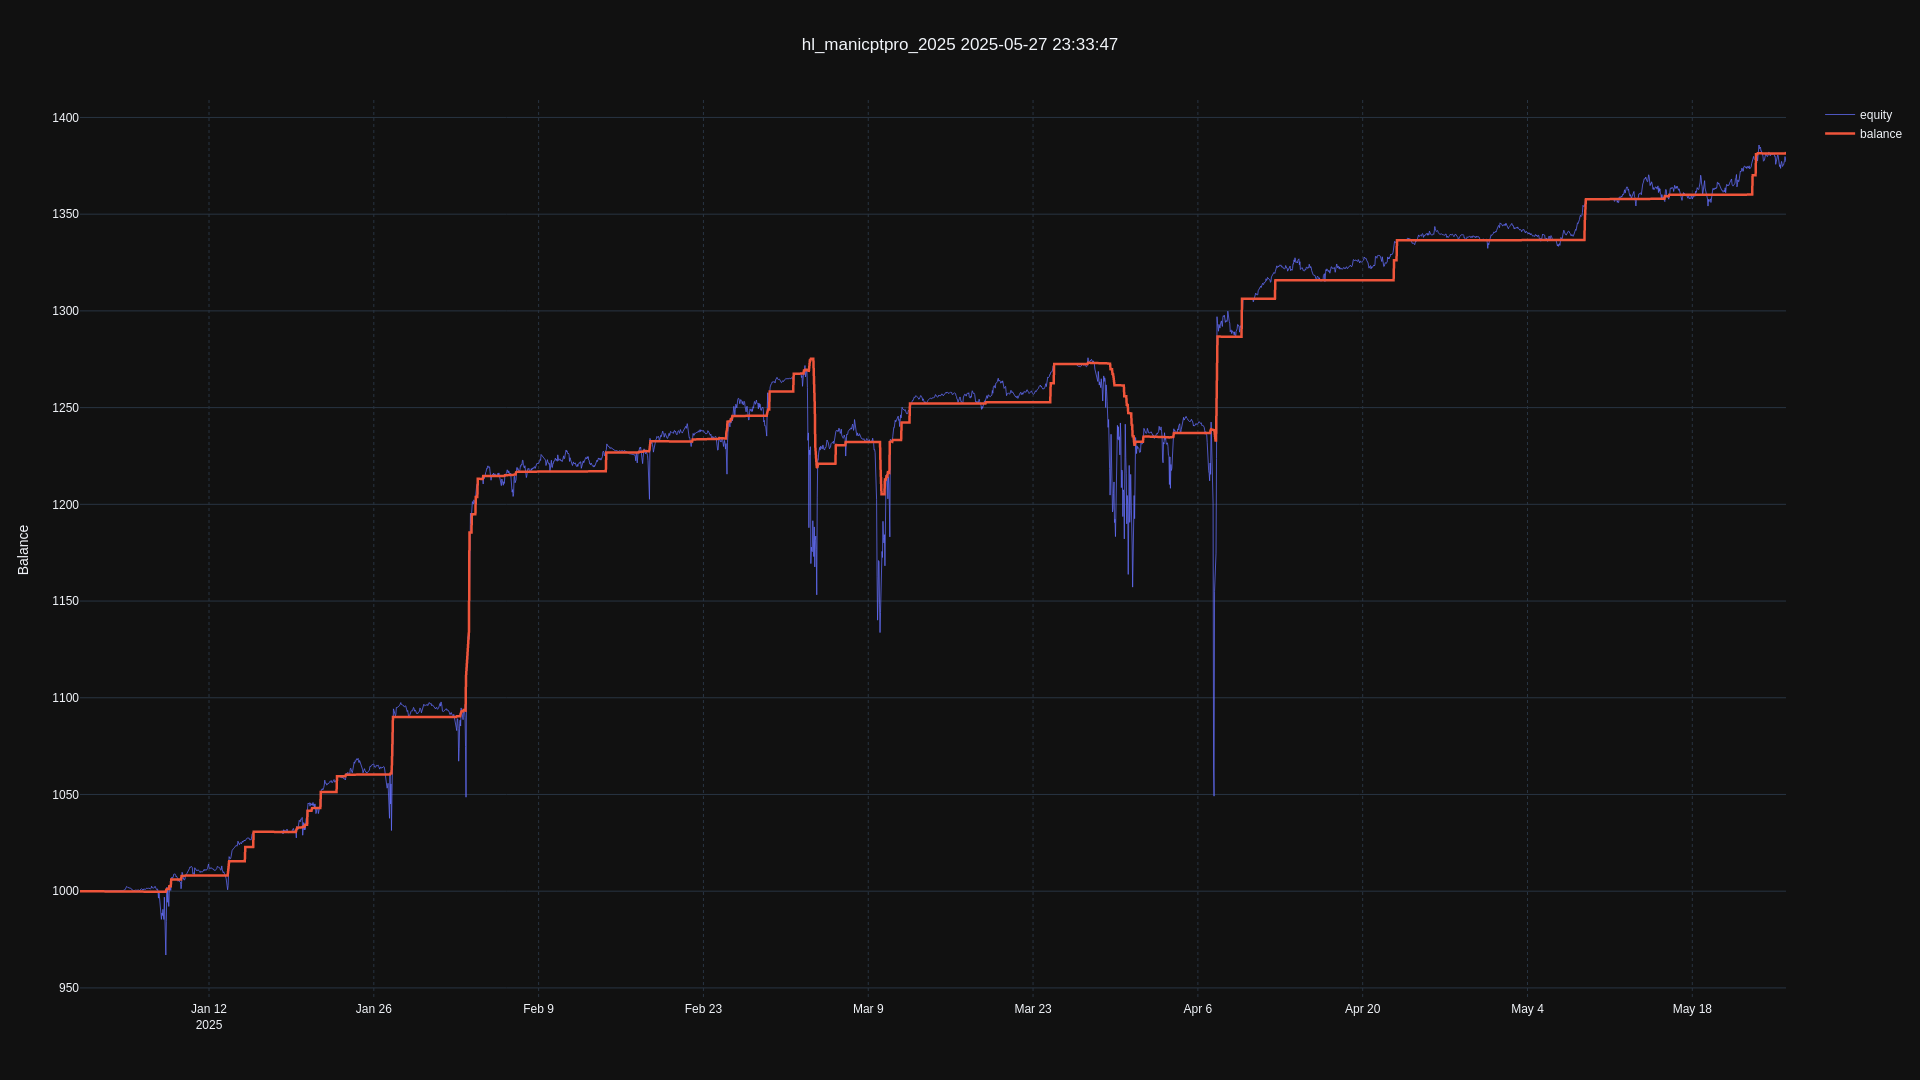 hl_manicptpro_2025 2025-05-27 23:33:47
equity
balance
1400
1350
1300
1250
1200
1150
1100
1050
1000
950
Balance
Jan 12
2025
Jan 26
Feb 9
Feb 23
Mar 9
Mar 23
Apr 6
Apr 20
May 4
May 18